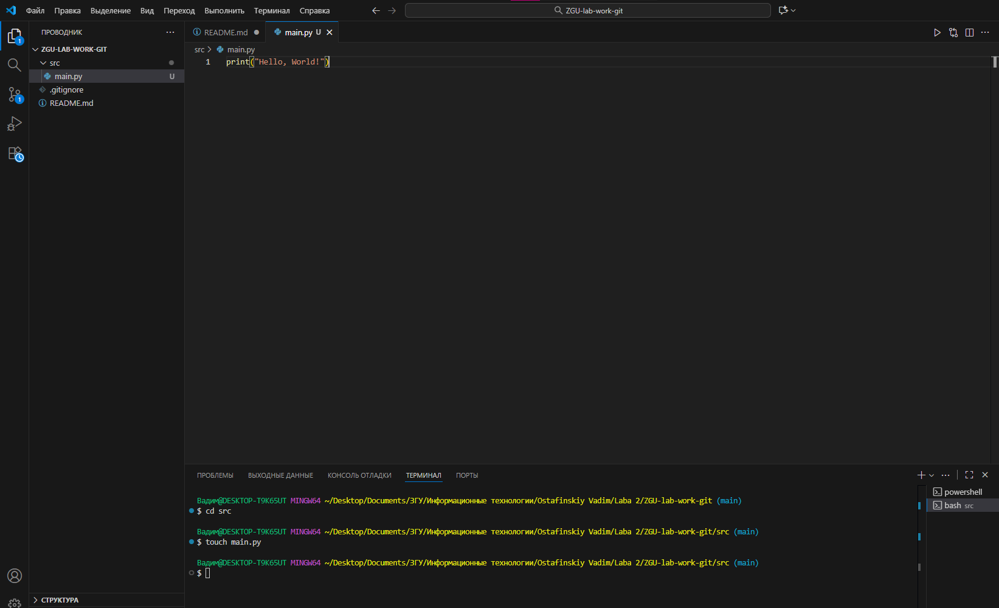 Файл Правка Выделение Вид Переход Выполнить Терминал Справка ZGU-lab-work-git
ПРОВОДНИК
ZGU-LAB-WORK-GIT
src
main.py U
.gitignore
README.md
README.md main.py U
src main.py
1 print("Hello, World!")
ПРОБЛЕМЫ ВЫХОДНЫЕ ДАННЫЕ КОНСОЛЬ ОТЛАДКИ ТЕРМИНАЛ ПОРТЫ
Вадим@DESKTOP-T9K65UT MINGW64 ~/Desktop/Documents/ЗГУ/Информационные технологии/Ostafinskiy Vadim/Laba 2/ZGU-lab-work-git (main)
$ cd src
Вадим@DESKTOP-T9K65UT MINGW64 ~/Desktop/Documents/ЗГУ/Информационные технологии/Ostafinskiy Vadim/Laba 2/ZGU-lab-work-git/src (main)
$ touch main.py
Вадим@DESKTOP-T9K65UT MINGW64 ~/Desktop/Documents/ЗГУ/Информационные технологии/Ostafinskiy Vadim/Laba 2/ZGU-lab-work-git/src (main)
$
powershell
bash src
1
1
СТРУКТУРА